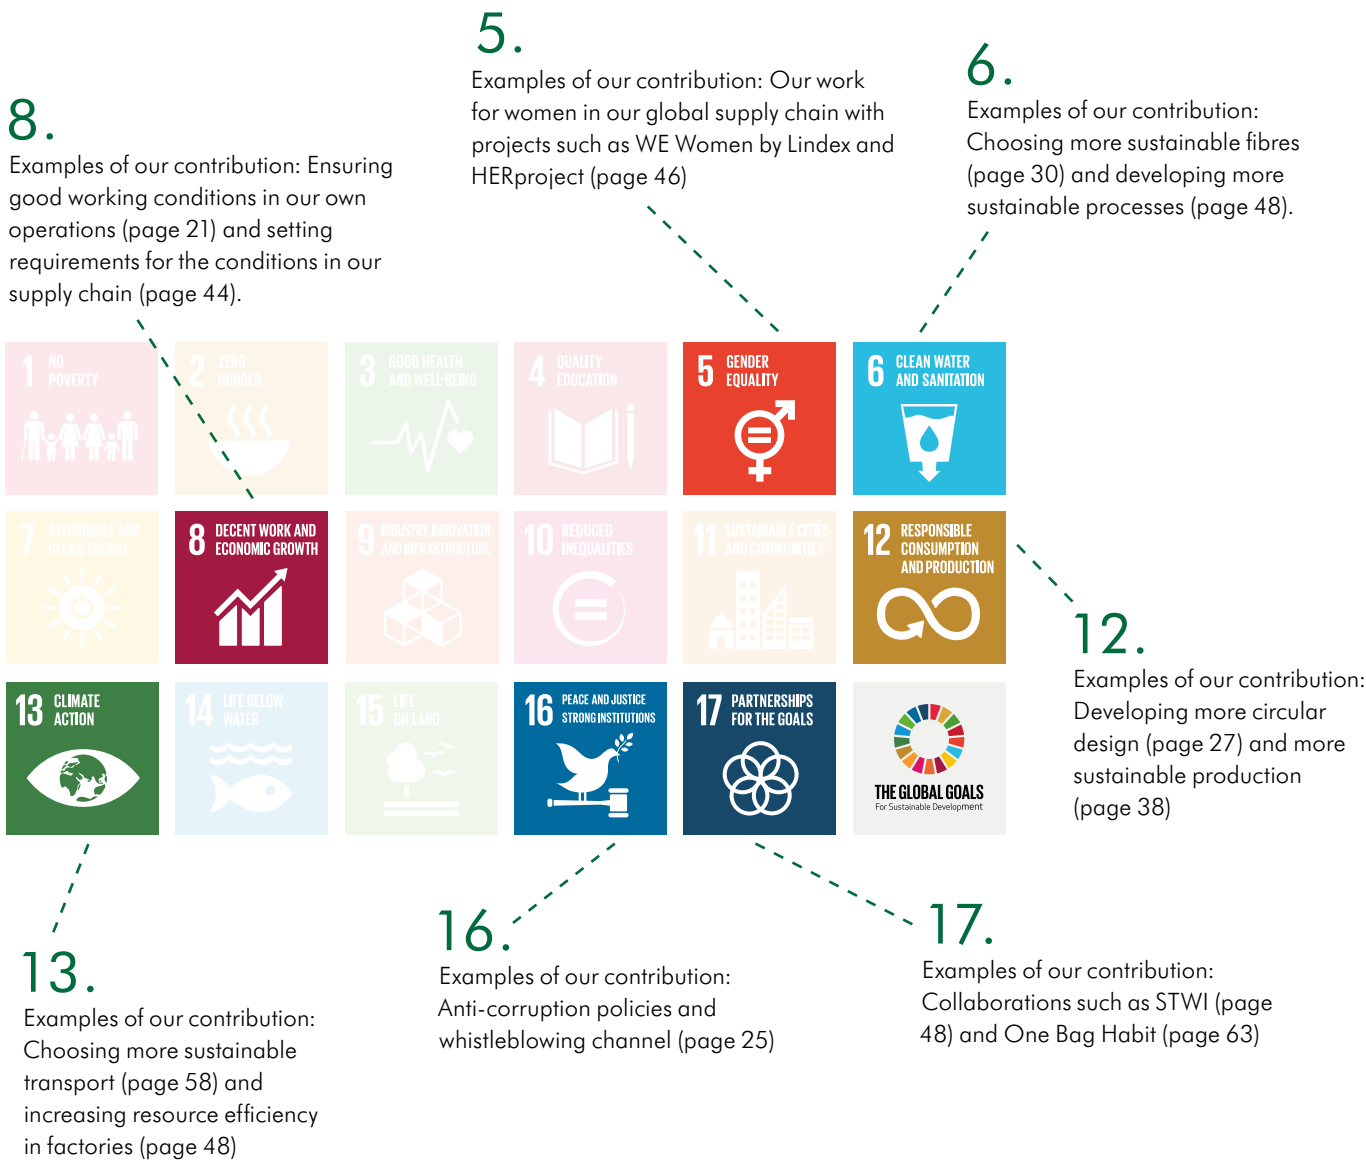 5.
Examples of our contribution: Our work
for women in our global supply chain with
projects such as WE Women by Lindex and
HERproject (page 46)
6.
Examples of our contribution:
Choosing more sustainable fibres
(page 30) and developing more
sustainable processes (page 48).
8.
Examples of our contribution: Ensuring
good working conditions in our own
operations (page 21) and setting
requirements for the conditions in our
supply chain (page 44).
1 NO
POVERTY
2 ZERO
HUNGER
3 GOOD HEALTH
AND WELL-BEING
4 QUALITY
EDUCATION
5 GENDER
EQUALITY
6 CLEAN WATER
AND SANITATION
7 AFFORDABLE AND
CLEAN ENERGY
8 DECENT WORK AND
ECONOMIC GROWTH
9 INDUSTRY, INNOVATION
AND INFRASTRUCTURE
10 REDUCED
INEQUALITIES
11 SUSTAINABLE CITIES
AND COMMUNITIES
12 RESPONSIBLE
CONSUMPTION
AND PRODUCTION
13 CLIMATE
ACTION
14 LIFE BELOW
WATER
15 LIFE
ON LAND
16 PEACE AND JUSTICE
STRONG INSTITUTIONS
17 PARTNERSHIPS
FOR THE GOALS
THE GLOBAL GOALS
For Sustainable Development
12.
Examples of our contribution:
Developing more circular
design (page 27) and more
sustainable production
(page 38)
13.
Examples of our contribution:
Choosing more sustainable
transport (page 58) and
increasing resource efficiency
in factories (page 48)
16.
Examples of our contribution:
Anti-corruption policies and
whistleblowing channel (page 25)
17.
Examples of our contribution:
Collaborations such as STWI (page
48) and One Bag Habit (page 63)